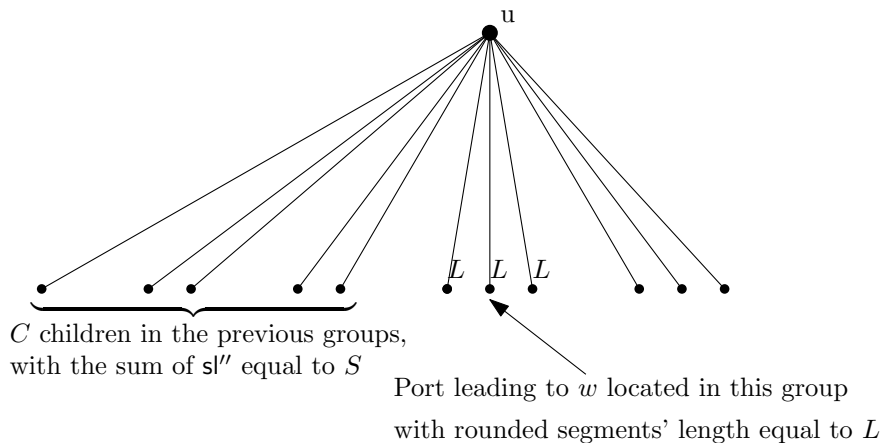 u
L L L
C children in the previous groups,
with the sum of sl″ equal to S
Port leading to w located in this group
with rounded segments’ length equal to L